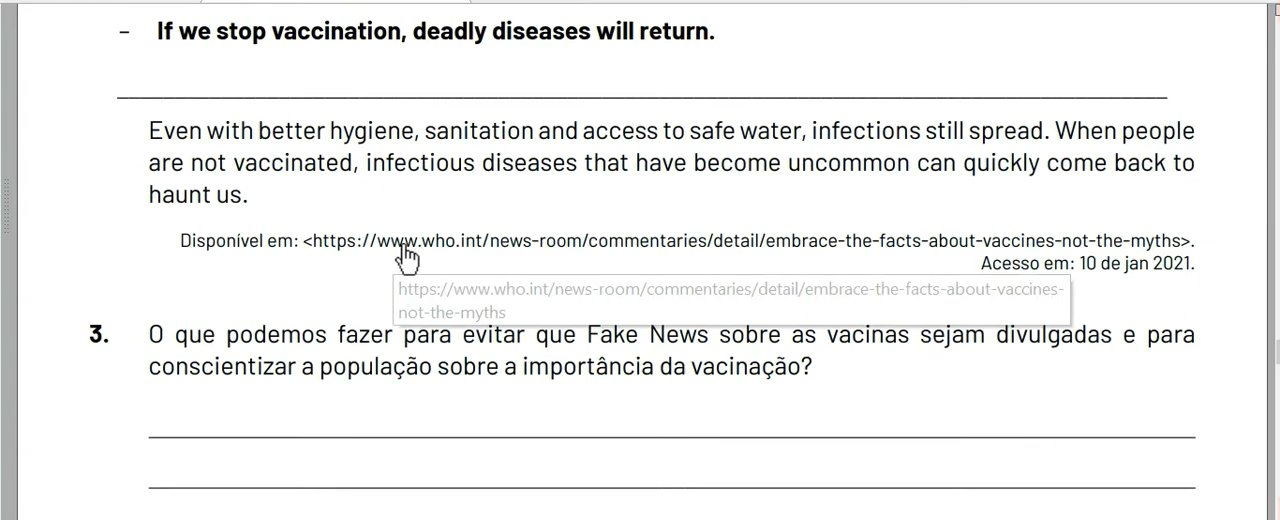 - If we stop vaccination, deadly diseases will return.
Even with better hygiene, sanitation and access to safe water, infections still spread. When people
are not vaccinated, infectious diseases that have become uncommon can quickly come back to
haunt us.
Disponível em: <https://www.who.int/news-room/commentaries/detail/embrace-the-facts-about-vaccines-not-the-myths>.
Acesso em: 10 de jan 2021.
https://www.who.int/news-room/commentaries/detail/embrace-the-facts-about-vaccines-
not-the-myths
3. O que podemos fazer para evitar que Fake News sobre as vacinas sejam divulgadas e para
conscientizar a população sobre a importância da vacinação?